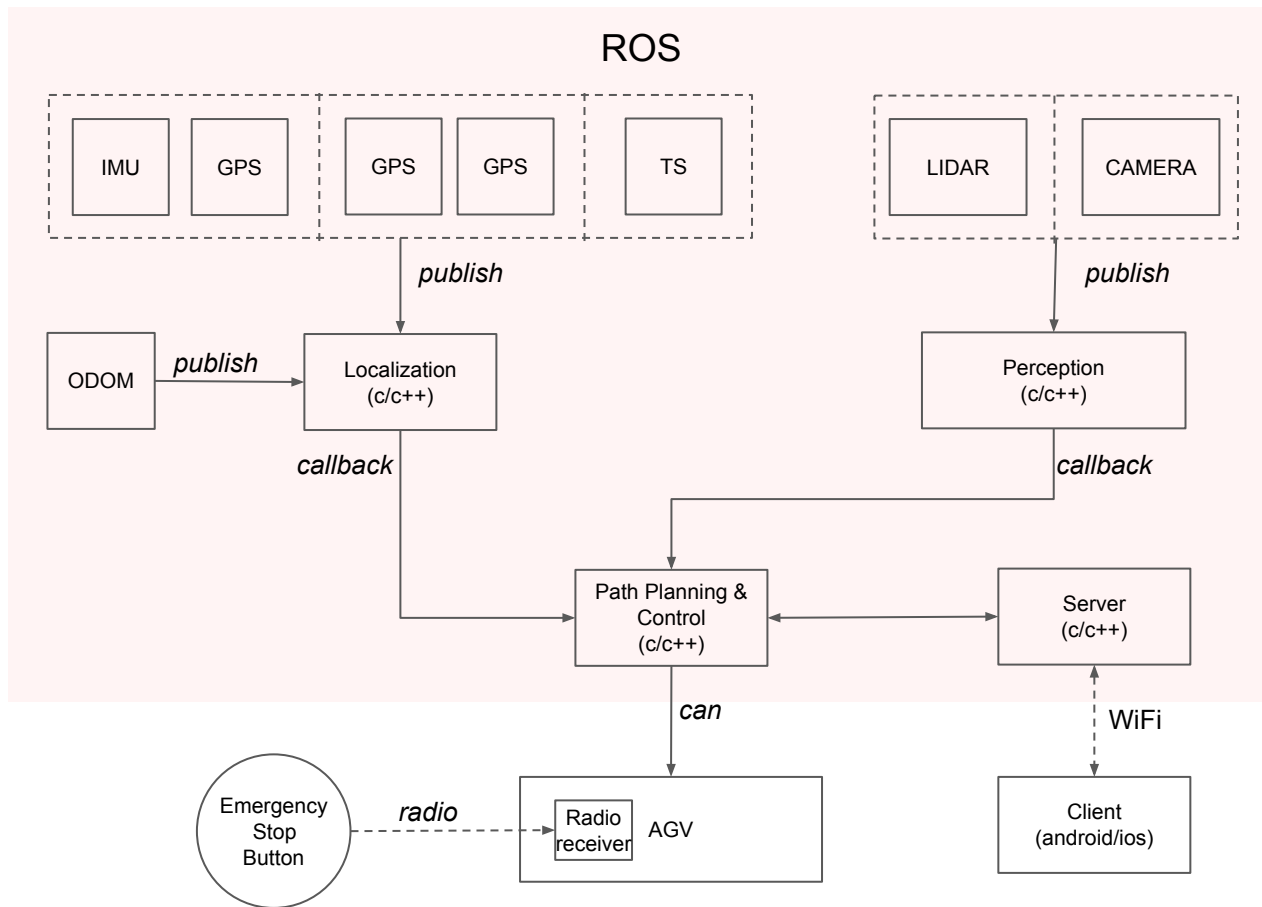 ROS
IMU
GPS
GPS
GPS
TS
LIDAR
CAMERA
publish
publish
ODOM
publish
Localization
(c/c++)
Perception
(c/c++)
callback
callback
Path Planning &
Control
(c/c++)
Server
(c/c++)
can
WiFi
Emergency
Stop
Button
radio
Radio
receiver
AGV
Client
(android/ios)